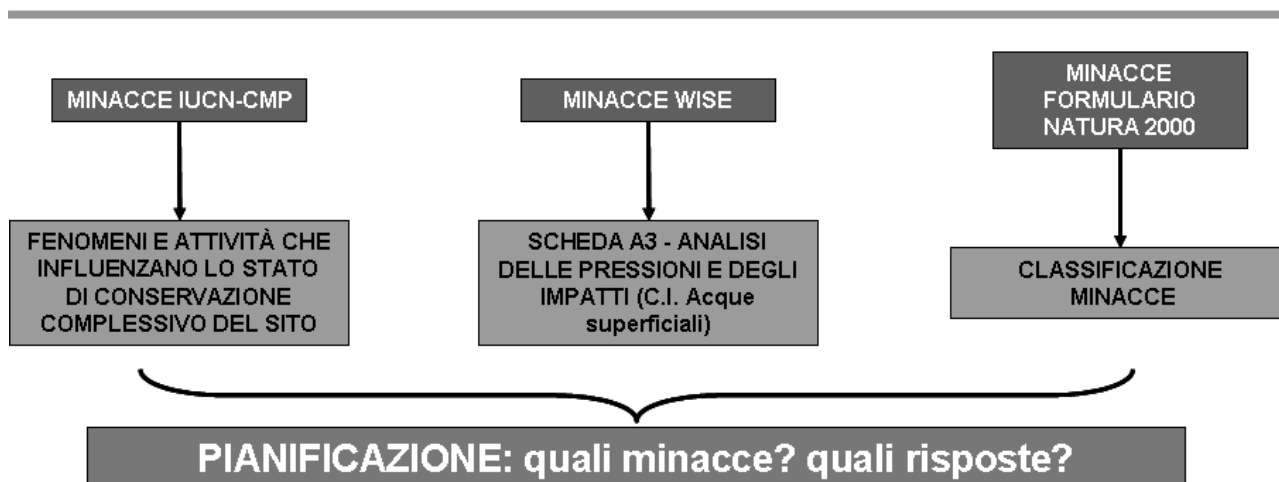 MINACCE IUCN-CMP
MINACCE WISE
MINACCE
FORMULARIO
NATURA 2000
FENOMENI E ATTIVITÀ CHE
INFLUENZANO LO STATO
DI CONSERVAZIONE
COMPLESSIVO DEL SITO
SCHEDA A3 - ANALISI
DELLE PRESSIONI E DEGLI
IMPATTI (C.I. Acque
superficiali)
CLASSIFICAZIONE
MINACCE
PIANIFICAZIONE: quali minacce? quali risposte?